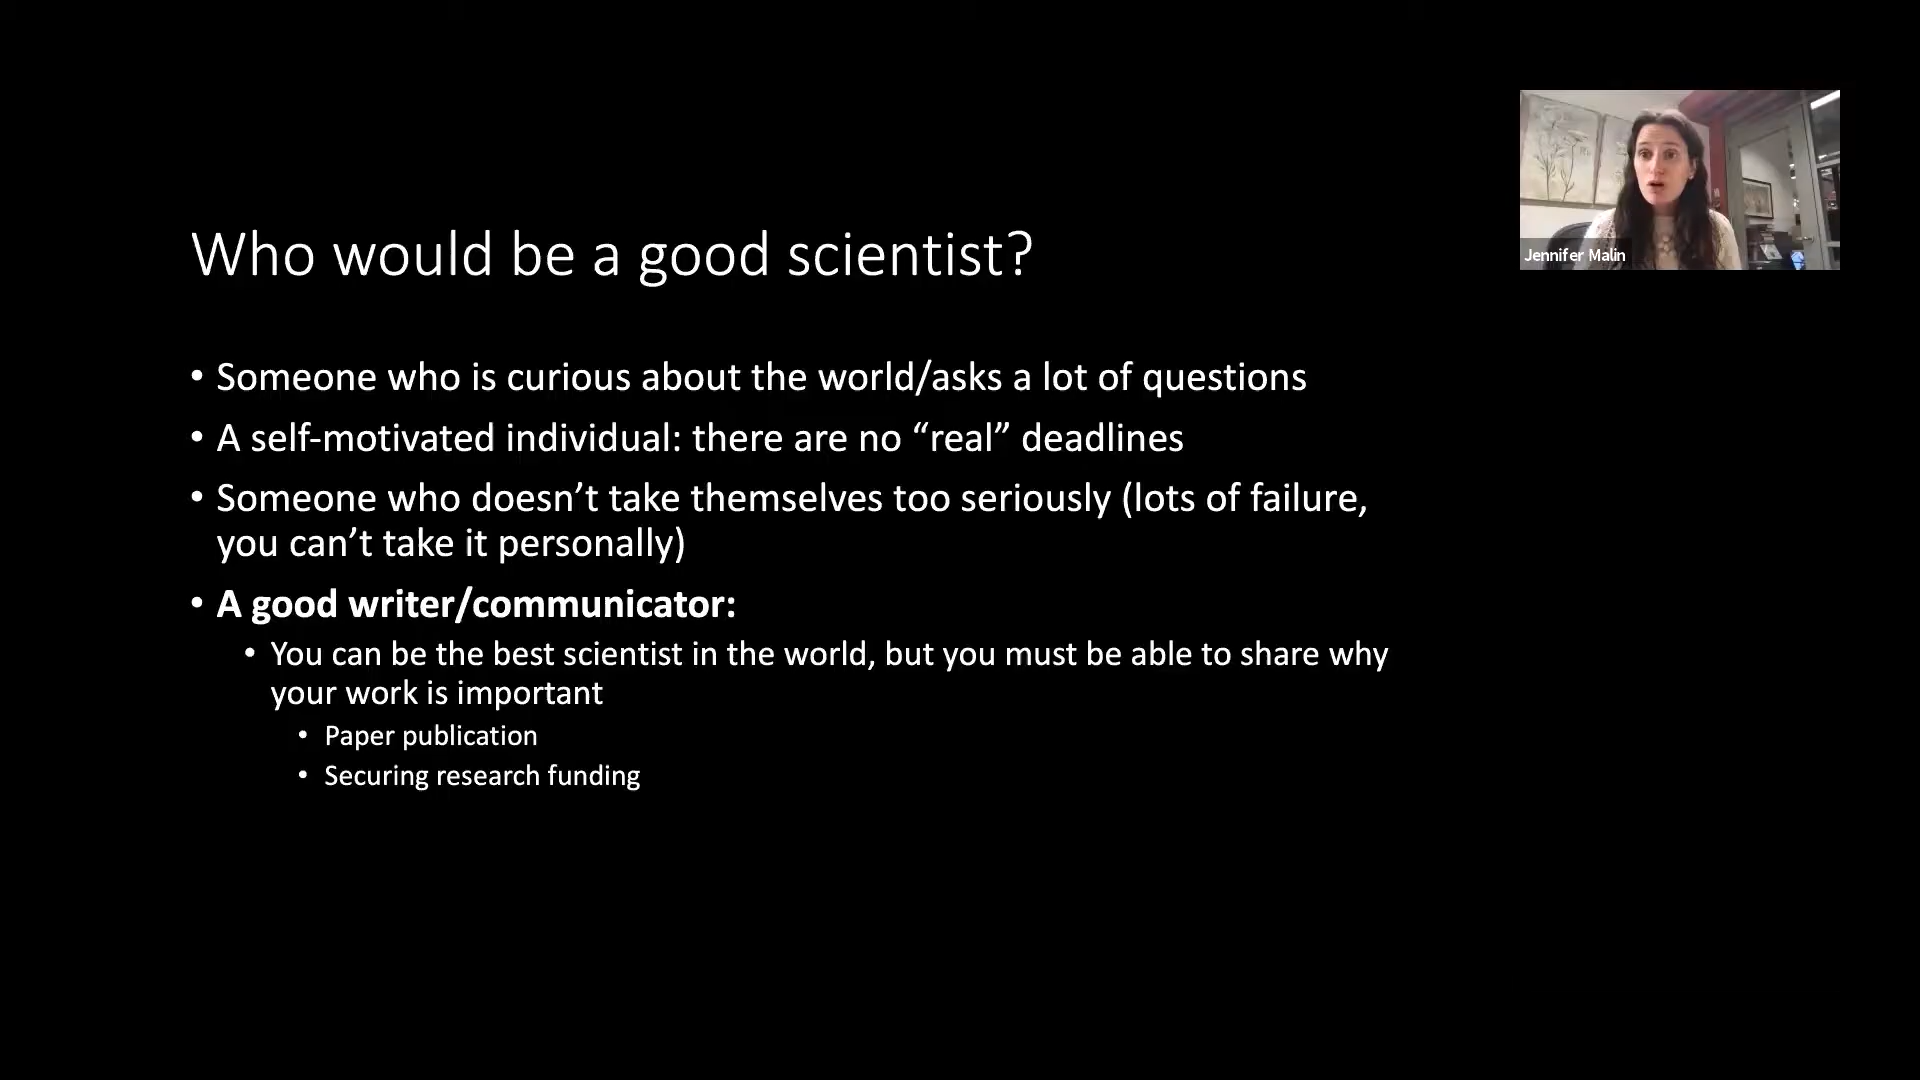 Who would be a good scientist?
• Someone who is curious about the world/asks a lot of questions
• A self-motivated individual: there are no “real” deadlines
• Someone who doesn’t take themselves too seriously (lots of failure,
you can’t take it personally)
• A good writer/communicator:
• You can be the best scientist in the world, but you must be able to share why
your work is important
• Paper publication
• Securing research funding
Jennifer Malin